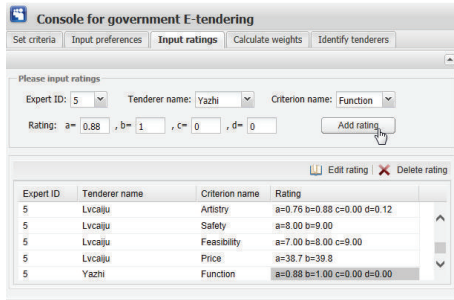 Console for government E-tendering
Set criteria Input preferences Input ratings Calculate weights Identify tenderers
Please input ratings
Expert ID: 5 Tenderer name: Yazhi Criterion name: Function
Rating: a= 0.88 , b= 1 , c= 0 , d= 0 Add rating
Edit rating Delete rating
Expert ID Tenderer name Criterion name Rating
5 Lvcaiju Artistry a=0.76 b=0.88 c=0.00 d=0.12
5 Lvcaiju Safety a=8.00 b=9.00
5 Lvcaiju Feasibility a=7.00 b=8.00 c=9.00
5 Lvcaiju Price a=38.7 b=39.8
5 Yazhi Function a=0.88 b=1.00 c=0.00 d=0.00